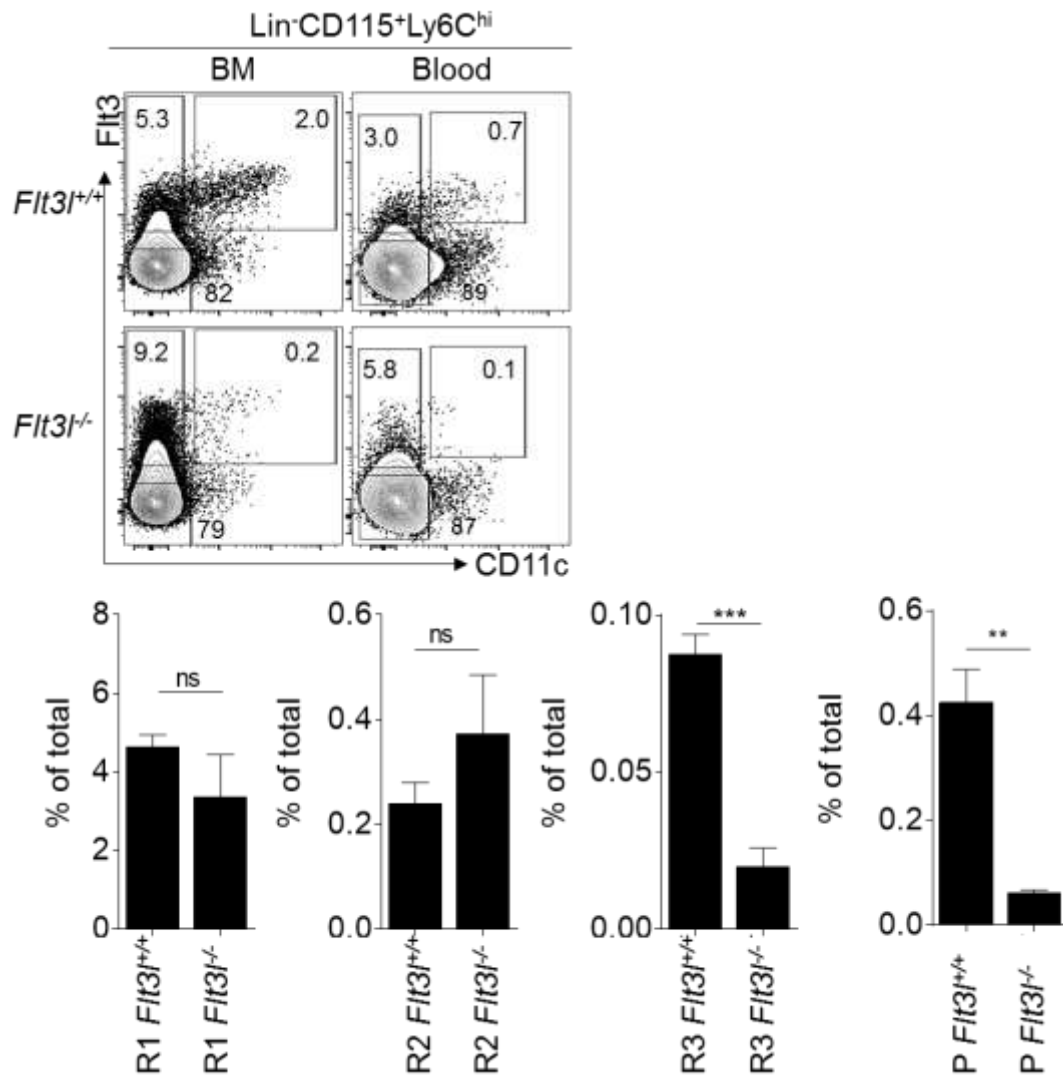 Lin⁻CD115⁺Ly6Cʰⁱ
BM Blood
Flt3
5.3 2.0 3.0 0.7
Flt3l⁺/⁺
82 89
9.2 0.2 5.8 0.1
Flt3l⁻/⁻
79 87
CD11c
8 0.6 0.10 0.6
ns ns *** **
6
0.4 0.4
4 0.05
0.2 0.2
2
0 0.0 0.00 0.0
% of total % of total % of total % of total
R1 Flt3l⁺/⁺ R1 Flt3l⁻/⁻ R2 Flt3l⁺/⁺ R2 Flt3l⁻/⁻ R3 Flt3l⁺/⁺ R3 Flt3l⁻/⁻ P Flt3l⁺/⁺ P Flt3l⁻/⁻